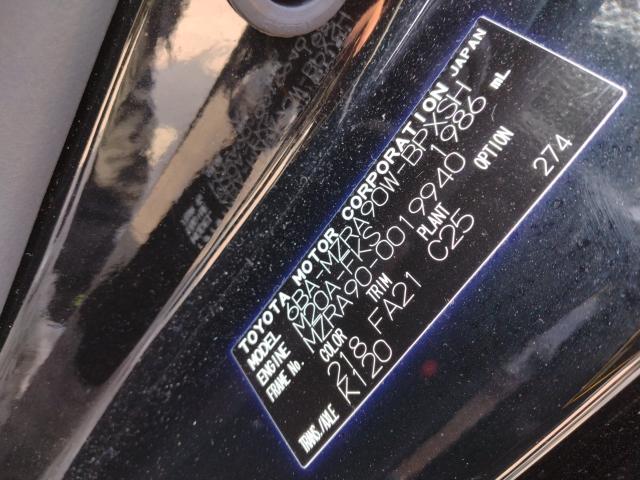 TOYOTA MOTOR CORPORATION JAPAN
MODEL 6BA-MZRA90W-BPXSH
ENGINE M20A-FKS 1986 mL
FRAME No. MZRA90-0019940
COLOR TRIM PLANT OPTION
218 FA21 C25 274
TRANS./AXLE K120